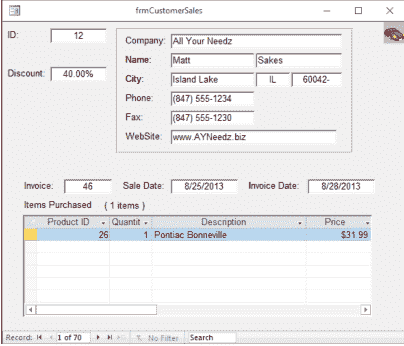 frmCustomerSales
ID: 12
Company: All Your Needz
Name: Matt Sakes
Discount: 40.00%
City: Island Lake IL 60042-
Phone: (847) 555-1234
Fax: (847) 555-1230
WebSite: www.AYNeedz.biz
Invoice: 46 Sale Date: 8/25/2013 Invoice Date: 8/28/2013
Items Purchased { 1 items }
Product ID Quantit Description Price
26 1 Pontiac Bonneville $31.99
Record: 1 of 70 No Filter Search